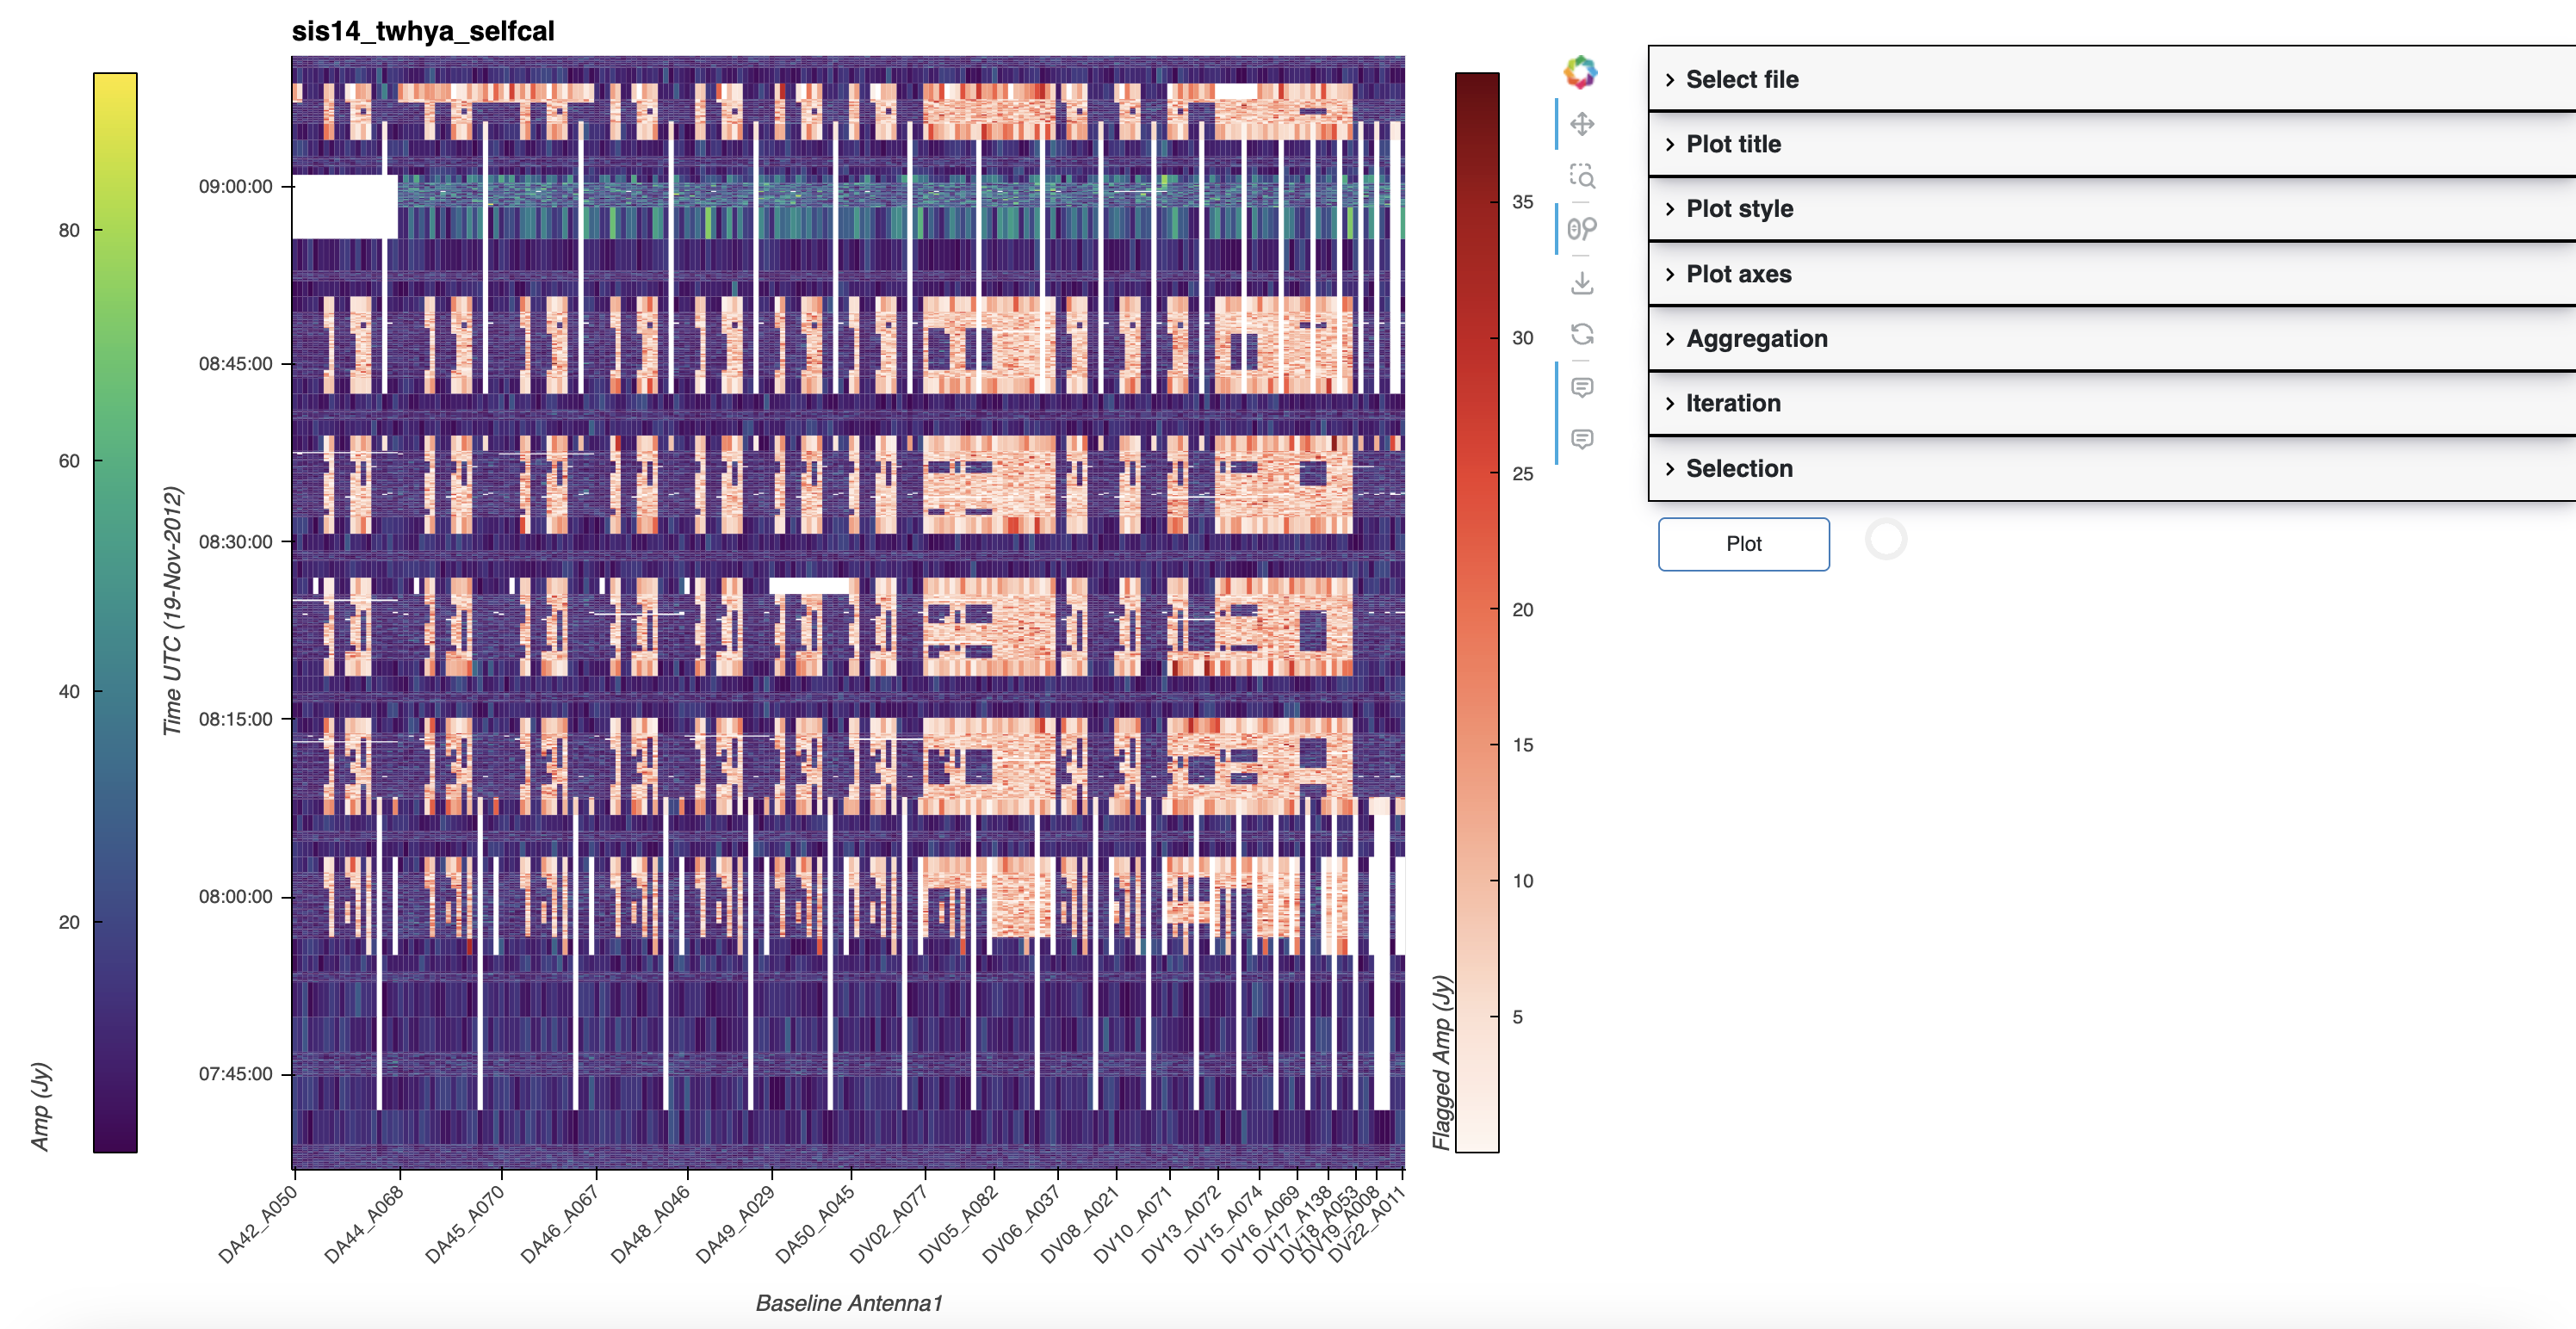 sis14_twhya_selfcal
80
60
40
20
Amp (Jy)
Time UTC (19-Nov-2012)
09:00:00
08:45:00
08:30:00
08:15:00
08:00:00
07:45:00
DA42_A050
DA44_A068
DA45_A070
DA46_A067
DA48_A046
DA49_A029
DA50_A045
DV02_A077
DV05_A082
DV06_A037
DV08_A021
DV10_A071
DV13_A072
DV15_A074
DV16_A069
DV17_A138
DV18_A053
DV19_A008
DV22_A011
Baseline Antenna1
35
30
25
20
15
10
5
Flagged Amp (Jy)
Select file
Plot title
Plot style
Plot axes
Aggregation
Iteration
Selection
Plot